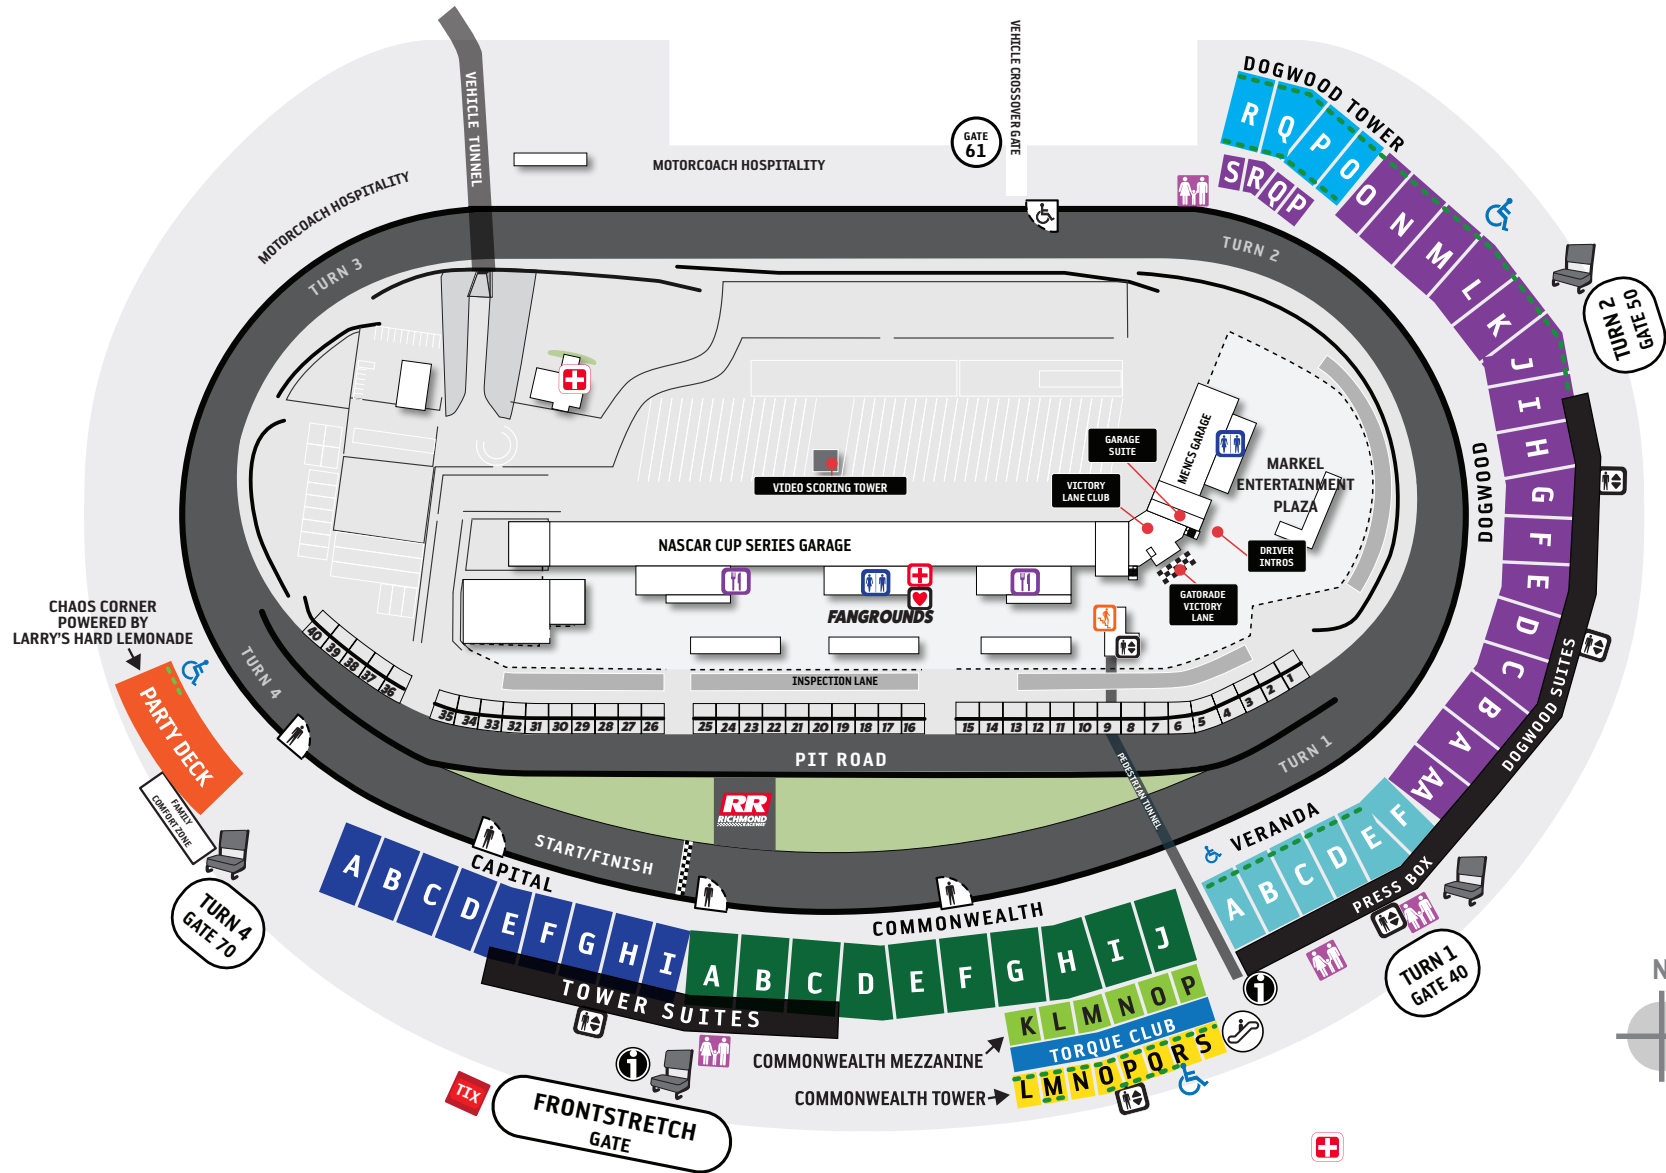 VEHICLE TUNNEL
VEHICLE CROSSOVER GATE
GATE
61
MOTORCOACH HOSPITALITY
MOTORCOACH HOSPITALITY
DOGWOOD TOWER
R Q P O
S R Q P
O N M L K J I H G F E D C B A AA
TURN 2
GATE 50
TURN 3
TURN 2
DOGWOOD
DOGWOOD SUITES
MENCS GARAGE
GARAGE
SUITE
VICTORY
LANE CLUB
MARKEL
ENTERTAINMENT
PLAZA
VIDEO SCORING TOWER
NASCAR CUP SERIES GARAGE
DRIVER
INTROS
GATORADE
VICTORY
LANE
FANGROUNDS
INSPECTION LANE
CHAOS CORNER
POWERED BY
LARRY'S HARD LEMONADE
PARTY DECK
FAMILY
COMFORT ZONE
TURN 4
40 39 38 37 36
35 34 33 32 31 30 29 28 27 26
25 24 23 22 21 20 19 18 17 16
15 14 13 12 11 10 9 8 7 6 5 4 3 2 1
PIT ROAD
TURN 1
PEDESTRIAN TUNNEL
RR
RICHMOND
RACEWAY
START/FINISH
CAPITAL
A B C D E F G H I
COMMONWEALTH
A B C D E F G H I J
VERANDA
A B C D E F
PRESS BOX
TURN 4
GATE 70
TURN 1
GATE 40
TOWER SUITES
K L M N O P
TORQUE CLUB
L M N O P Q R S
COMMONWEALTH MEZZANINE
COMMONWEALTH TOWER
TIX
FRONTSTRETCH
GATE
i
i
N